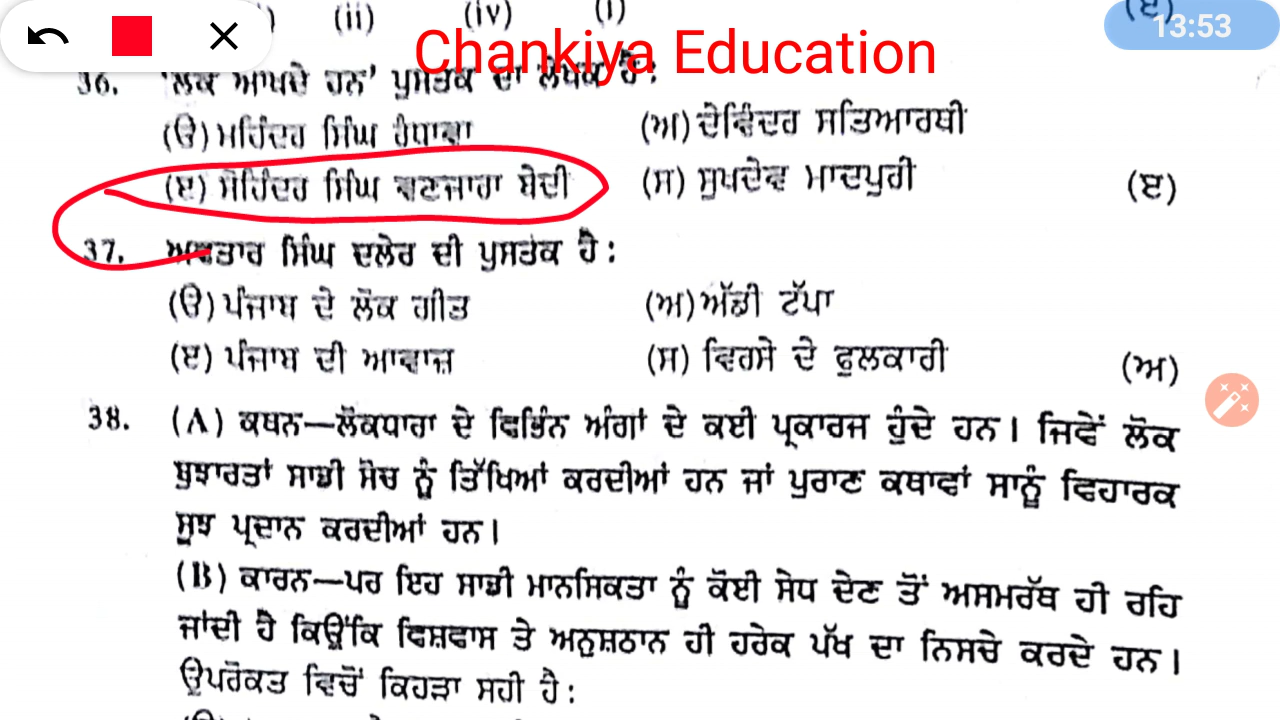 (ii) (iv) (i) (ੲ)
13:53
Chankiya Education
36. 'ਲੋਕ ਆਖਦੇ ਹਨ' ਪੁਸਤਕ ਦਾ ਲੇਖਕ ਹੈ :
(ੳ) ਮਹਿੰਦਰ ਸਿੰਘ ਰੰਧਾਵਾ (ਅ) ਦੇਵਿੰਦਰ ਸਤਿਆਰਥੀ
(ੲ) ਸੋਹਿੰਦਰ ਸਿੰਘ ਵਣਜਾਰਾ ਬੇਦੀ (ਸ) ਸੁਖਦੇਵ ਮਾਦਪੁਰੀ (ੲ)
37. ਅਵਤਾਰ ਸਿੰਘ ਦਲੇਰ ਦੀ ਪੁਸਤਕ ਹੈ :
(ੳ) ਪੰਜਾਬ ਦੇ ਲੋਕ ਗੀਤ (ਅ) ਅੱਡੀ ਟੱਪਾ
(ੲ) ਪੰਜਾਬ ਦੀ ਆਵਾਜ਼ (ਸ) ਵਿਰਸੇ ਦੇ ਫੁਲਕਾਰੀ (ਅ)
38. (A) ਕਥਨ—ਲੋਕਧਾਰਾ ਦੇ ਵਿਭਿੰਨ ਅੰਗਾਂ ਦੇ ਕਈ ਪ੍ਰਕਾਰਜ ਹੁੰਦੇ ਹਨ। ਜਿਵੇਂ ਲੋਕ
ਬੁਝਾਰਤਾਂ ਸਾਡੀ ਸੋਚ ਨੂੰ ਤਿੱਖਿਆਂ ਕਰਦੀਆਂ ਹਨ ਜਾਂ ਪੁਰਾਣ ਕਥਾਵਾਂ ਸਾਨੂੰ ਵਿਹਾਰਕ
ਸੂਝ ਪ੍ਰਦਾਨ ਕਰਦੀਆਂ ਹਨ।
(B) ਕਾਰਨ—ਪਰ ਇਹ ਸਾਡੀ ਮਾਨਸਿਕਤਾ ਨੂੰ ਕੋਈ ਸੇਧ ਦੇਣ ਤੋਂ ਅਸਮਰੱਥ ਹੀ ਰਹਿ
ਜਾਂਦੀ ਹੈ ਕਿਉਂਕਿ ਵਿਸ਼ਵਾਸ ਤੇ ਅਨੁਸ਼ਠਾਨ ਹੀ ਹਰੇਕ ਪੱਖ ਦਾ ਨਿਸਚੇ ਕਰਦੇ ਹਨ।
ਉਪਰੋਕਤ ਵਿਚੋਂ ਕਿਹੜਾ ਸਹੀ ਹੈ :